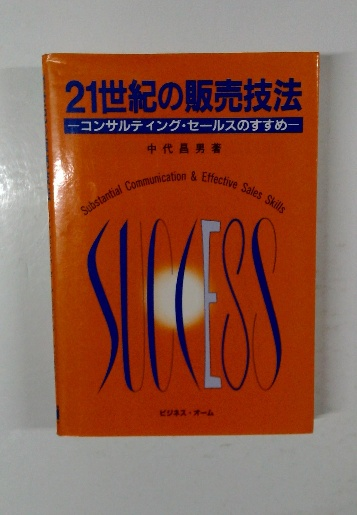 21世紀の販売技法
―コンサルティング・セールスのすすめ―
中代昌男著
Substantial Communication & Effective Sales Skills
SUCCESS
ビジネス・オーム